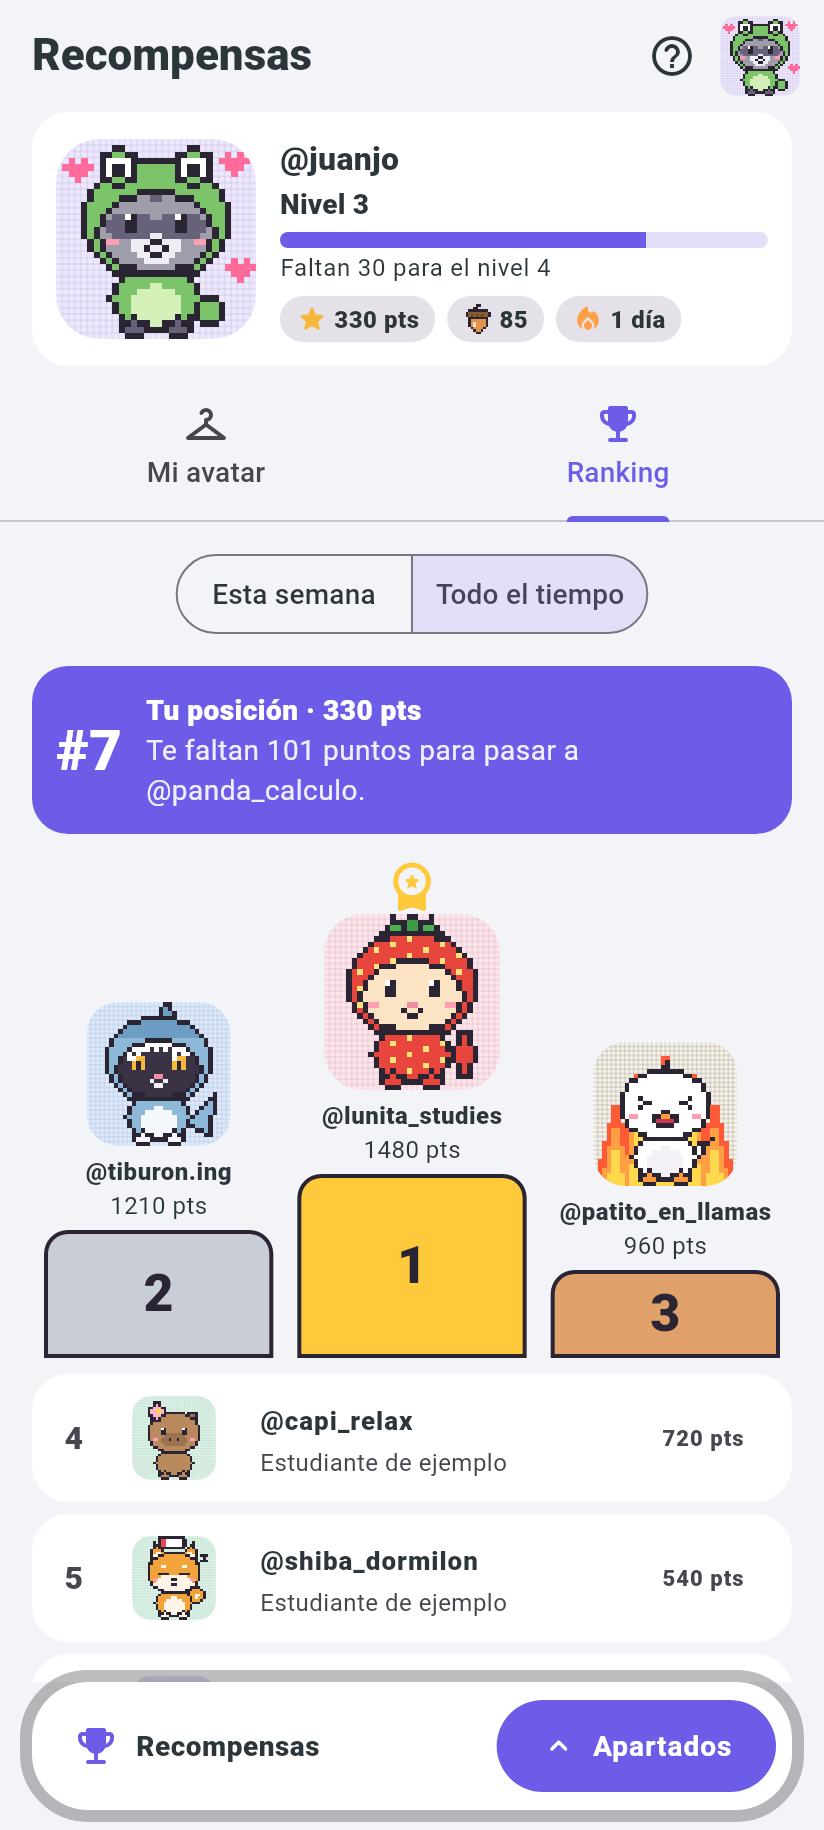 Recompensas
@juanjo
Nivel 3
Faltan 30 para el nivel 4
330 pts
85
1 día
Mi avatar
Ranking
Esta semana
Todo el tiempo
#7
Tu posición · 330 pts
Te faltan 101 puntos para pasar a
@panda_calculo.
@lunita_studies
1480 pts
@tiburon.ing
1210 pts
@patito_en_llamas
960 pts
2
1
3
4
@capi_relax
Estudiante de ejemplo
720 pts
5
@shiba_dormilon
Estudiante de ejemplo
540 pts
Recompensas
Apartados